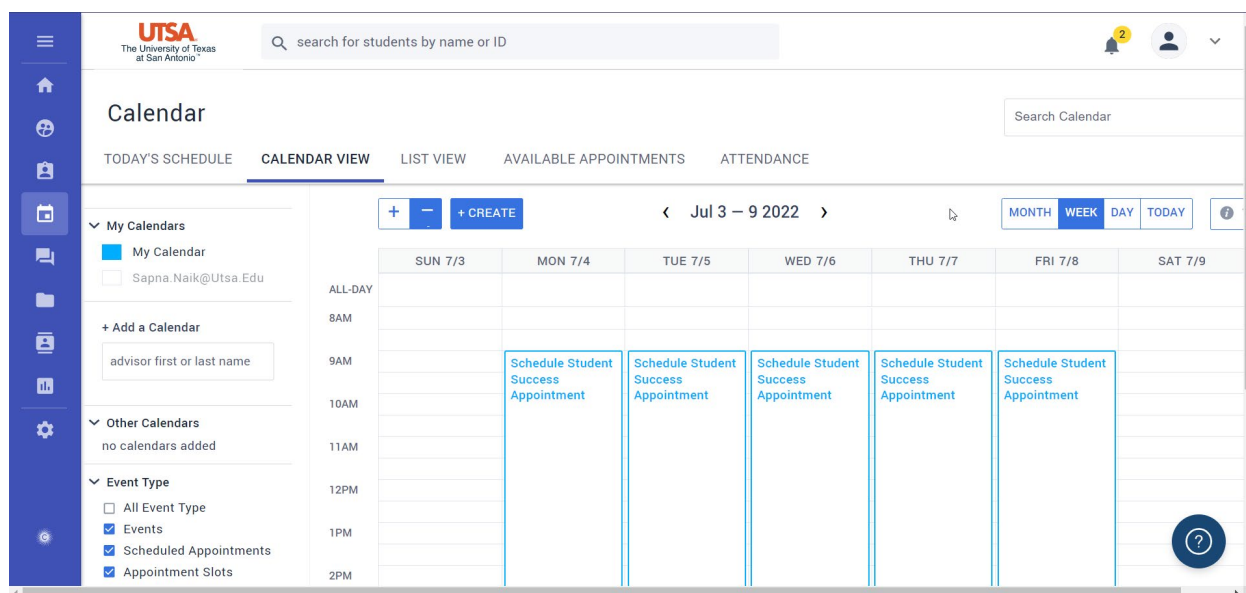 UTSA
The University of Texas
at San Antonio™
search for students by name or ID
2
Calendar
Search Calendar
TODAY'S SCHEDULE CALENDAR VIEW LIST VIEW AVAILABLE APPOINTMENTS ATTENDANCE
My Calendars
My Calendar
Sapna.Naik@Utsa.Edu
+ Add a Calendar
advisor first or last name
Other Calendars
no calendars added
Event Type
All Event Type
Events
Scheduled Appointments
Appointment Slots
+ − + CREATE
‹ Jul 3 — 9 2022 ›
MONTH WEEK DAY TODAY
SUN 7/3 MON 7/4 TUE 7/5 WED 7/6 THU 7/7 FRI 7/8 SAT 7/9
ALL-DAY
8AM
9AM
Schedule Student Schedule Student Schedule Student Schedule Student Schedule Student
Success Success Success Success Success
Appointment Appointment Appointment Appointment Appointment
10AM
11AM
12PM
1PM
2PM
?